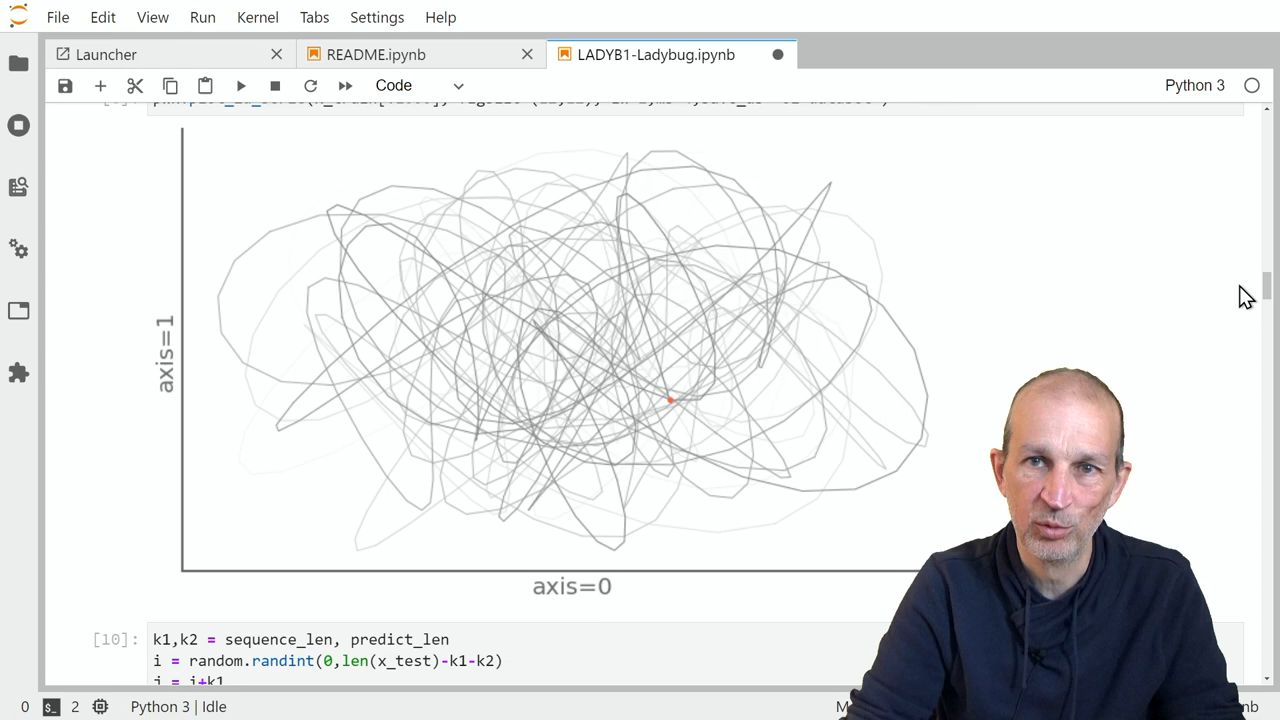 File Edit View Run Kernel Tabs Settings Help
Launcher README.ipynb LADYB1-Ladybug.ipynb
Code Python 3
axis=1
axis=0
[10]: k1,k2 = sequence_len, predict_len
i = random.randint(0,len(x_test)-k1-k2)
j = i+k1
0 2 Python 3 | Idle M nb